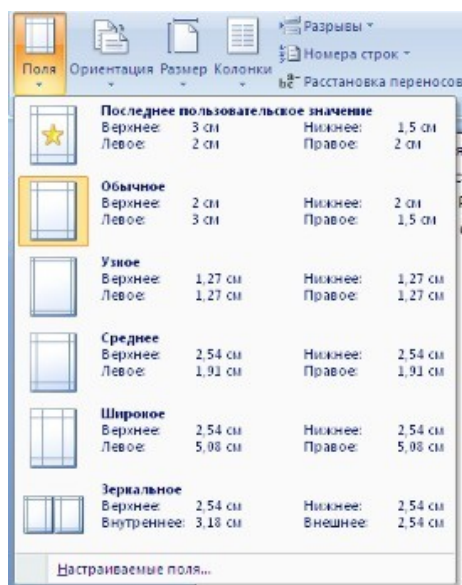 Разрывы
Номера строк
Поля Ориентация Размер Колонки
Расстановка переносов
Последнее пользовательское значение
Верхнее: 3 см Нижнее: 1,5 см
Левое: 2 см Правое: 2 см
Обычное
Верхнее: 2 см Нижнее: 2 см
Левое: 3 см Правое: 1,5 см
Узкое
Верхнее: 1,27 см Нижнее: 1,27 см
Левое: 1,27 см Правое: 1,27 см
Среднее
Верхнее: 2,54 см Нижнее: 2,54 см
Левое: 1,91 см Правое: 1,91 см
Широкое
Верхнее: 2,54 см Нижнее: 2,54 см
Левое: 5,08 см Правое: 5,08 см
Зеркальное
Верхнее: 2,54 см Нижнее: 2,54 см
Внутреннее: 3,18 см Внешнее: 2,54 см
Настраиваемые поля...